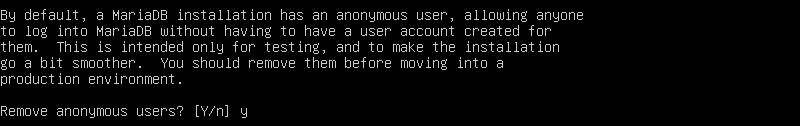 By default, a MariaDB installation has an anonymous user, allowing anyone
to log into MariaDB without having to have a user account created for
them.  This is intended only for testing, and to make the installation
go a bit smoother.  You should remove them before moving into a
production environment.

Remove anonymous users? [Y/n] y